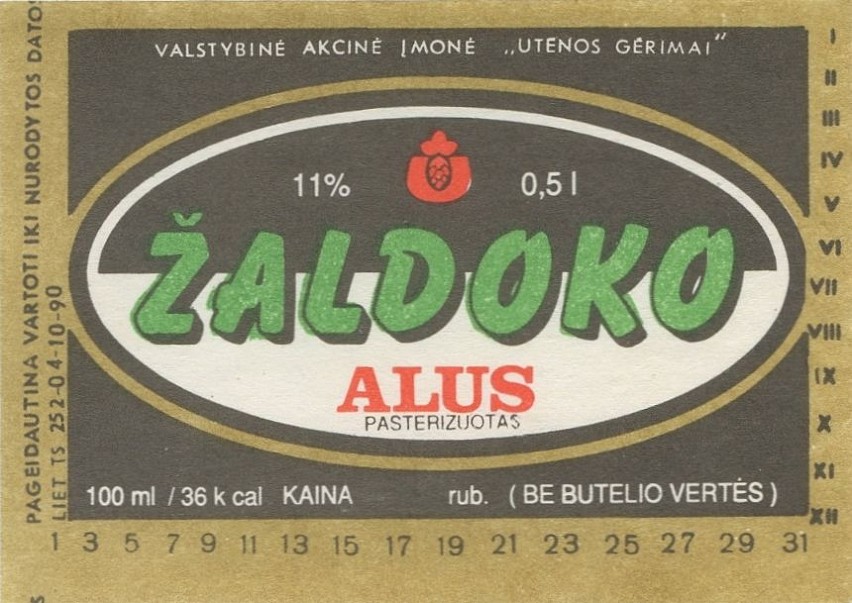 VALSTYBINĖ AKCINĖ ĮMONĖ „UTENOS GĖRIMAI"
11% 0,5 l
ŽALDOKO
ALUS
PASTERIZUOTAS
100 ml / 36 k cal KAINA rub. ( BE BUTELIO VERTĖS )
1 3 5 7 9 11 13 15 17 19 21 23 25 27 29 31
PAGEIDAUTINA VARTOTI IKI NURODYTOS DATOS
LIET TS 252-04-10-90
I
II
III
IV
V
VI
VII
VIII
IX
X
XI
XII